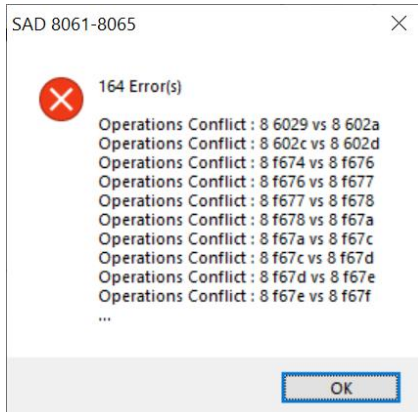 SAD 8061-8065
164 Error(s)
Operations Conflict : 8 6029 vs 8 602a
Operations Conflict : 8 602c vs 8 602d
Operations Conflict : 8 f674 vs 8 f676
Operations Conflict : 8 f676 vs 8 f677
Operations Conflict : 8 f677 vs 8 f678
Operations Conflict : 8 f678 vs 8 f67a
Operations Conflict : 8 f67a vs 8 f67c
Operations Conflict : 8 f67c vs 8 f67d
Operations Conflict : 8 f67d vs 8 f67e
Operations Conflict : 8 f67e vs 8 f67f
...
OK